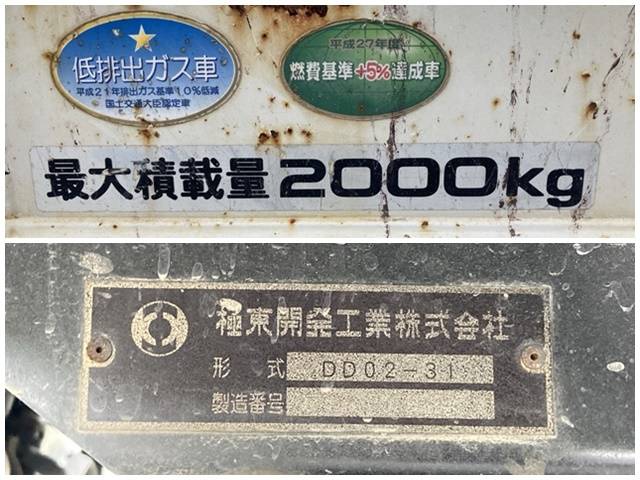 低排出ガス車
平成21年排出ガス基準10%低減
国土交通大臣認定車
平成27年度
燃費基準+5%達成車
最大積載量2000kg
極東開発工業株式会社
形式 DD02-31
製造番号